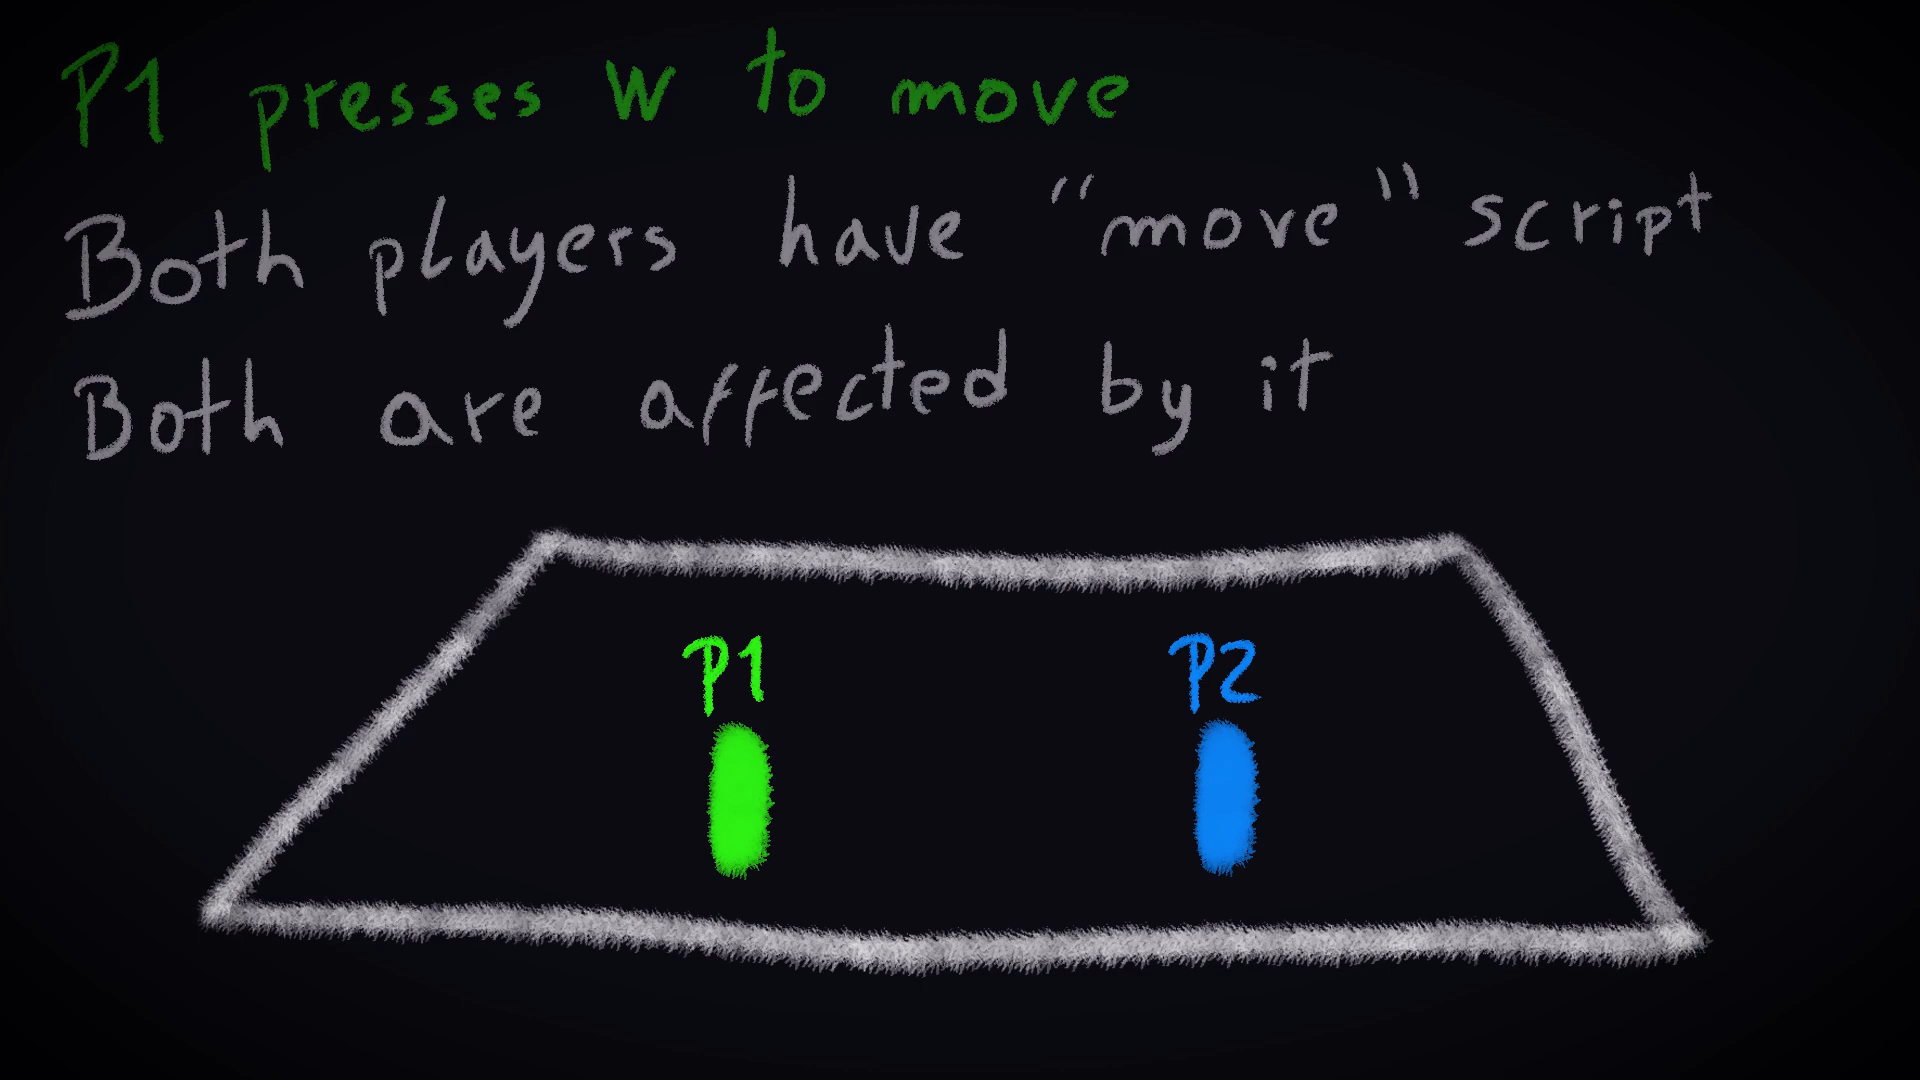 P1 presses W to move
Both players have "move" script
Both are affected by it
P1 P2